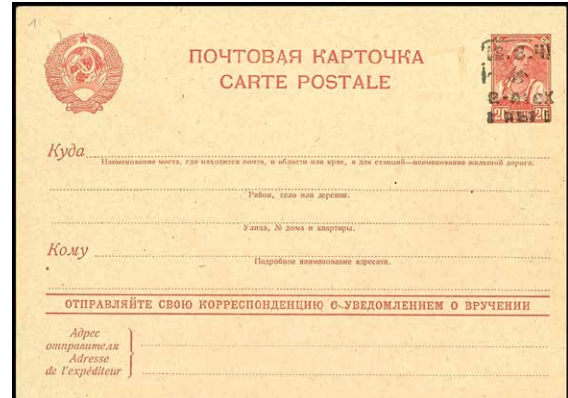 ПОЧТОВАЯ КАРТОЧКА
CARTE POSTALE
20 20
Куда
Наименование места, где находится почта, и области или края, а для станций—наименование железной дороги.
Район, село или деревня.
Улица, № дома и квартиры.
Кому
Подробное наименование адресата.
ОТПРАВЛЯЙТЕ СВОЮ КОРРЕСПОНДЕНЦИЮ С УВЕДОМЛЕНИЕМ О ВРУЧЕНИИ
Адрес
отправителя
Adresse
de l'expéditeur